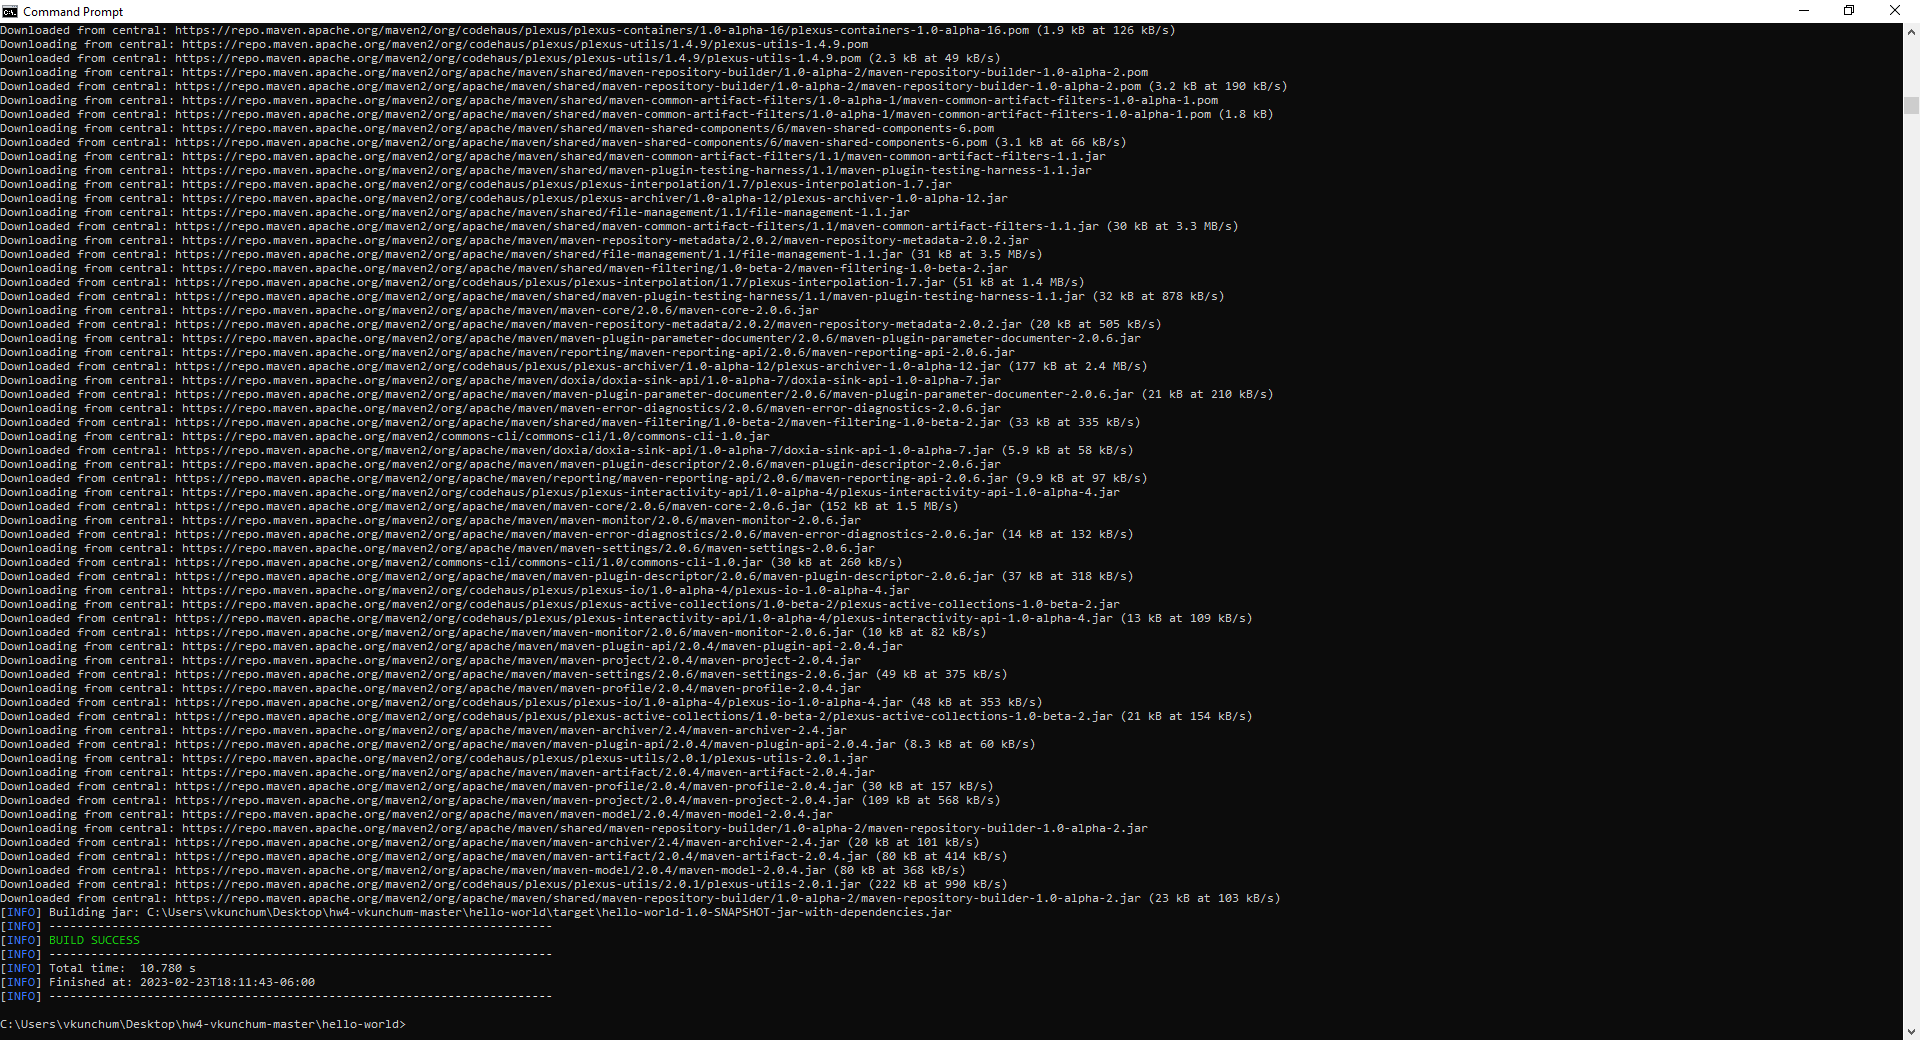 Command Prompt
Downloaded from central: https://repo.maven.apache.org/maven2/org/codehaus/plexus/plexus-containers/1.0-alpha-16/plexus-containers-1.0-alpha-16.pom (1.9 kB at 126 kB/s)
Downloading from central: https://repo.maven.apache.org/maven2/org/codehaus/plexus/plexus-utils/1.4.9/plexus-utils-1.4.9.pom
Downloaded from central: https://repo.maven.apache.org/maven2/org/codehaus/plexus/plexus-utils/1.4.9/plexus-utils-1.4.9.pom (2.3 kB at 49 kB/s)
Downloading from central: https://repo.maven.apache.org/maven2/org/apache/maven/shared/maven-repository-builder/1.0-alpha-2/maven-repository-builder-1.0-alpha-2.pom
Downloaded from central: https://repo.maven.apache.org/maven2/org/apache/maven/shared/maven-repository-builder/1.0-alpha-2/maven-repository-builder-1.0-alpha-2.pom (3.2 kB at 190 kB/s)
Downloading from central: https://repo.maven.apache.org/maven2/org/apache/maven/shared/maven-common-artifact-filters/1.0-alpha-1/maven-common-artifact-filters-1.0-alpha-1.pom
Downloaded from central: https://repo.maven.apache.org/maven2/org/apache/maven/shared/maven-common-artifact-filters/1.0-alpha-1/maven-common-artifact-filters-1.0-alpha-1.pom (1.8 kB)
Downloading from central: https://repo.maven.apache.org/maven2/org/apache/maven/shared/maven-shared-components/6/maven-shared-components-6.pom
Downloaded from central: https://repo.maven.apache.org/maven2/org/apache/maven/shared/maven-shared-components/6/maven-shared-components-6.pom (3.1 kB at 66 kB/s)
Downloading from central: https://repo.maven.apache.org/maven2/org/apache/maven/shared/maven-common-artifact-filters/1.1/maven-common-artifact-filters-1.1.jar
Downloading from central: https://repo.maven.apache.org/maven2/org/apache/maven/shared/maven-plugin-testing-harness/1.1/maven-plugin-testing-harness-1.1.jar
Downloading from central: https://repo.maven.apache.org/maven2/org/codehaus/plexus/plexus-interpolation/1.7/plexus-interpolation-1.7.jar
Downloading from central: https://repo.maven.apache.org/maven2/org/codehaus/plexus/plexus-archiver/1.0-alpha-12/plexus-archiver-1.0-alpha-12.jar
Downloading from central: https://repo.maven.apache.org/maven2/org/apache/maven/shared/file-management/1.1/file-management-1.1.jar
Downloaded from central: https://repo.maven.apache.org/maven2/org/apache/maven/shared/maven-common-artifact-filters/1.1/maven-common-artifact-filters-1.1.jar (30 kB at 3.3 MB/s)
Downloading from central: https://repo.maven.apache.org/maven2/org/apache/maven/maven-repository-metadata/2.0.2/maven-repository-metadata-2.0.2.jar
Downloaded from central: https://repo.maven.apache.org/maven2/org/apache/maven/shared/file-management/1.1/file-management-1.1.jar (31 kB at 3.5 MB/s)
Downloading from central: https://repo.maven.apache.org/maven2/org/apache/maven/shared/maven-filtering/1.0-beta-2/maven-filtering-1.0-beta-2.jar
Downloaded from central: https://repo.maven.apache.org/maven2/org/codehaus/plexus/plexus-interpolation/1.7/plexus-interpolation-1.7.jar (51 kB at 1.4 MB/s)
Downloaded from central: https://repo.maven.apache.org/maven2/org/apache/maven/shared/maven-plugin-testing-harness/1.1/maven-plugin-testing-harness-1.1.jar (32 kB at 878 kB/s)
Downloading from central: https://repo.maven.apache.org/maven2/org/apache/maven/maven-core/2.0.6/maven-core-2.0.6.jar
Downloaded from central: https://repo.maven.apache.org/maven2/org/apache/maven/maven-repository-metadata/2.0.2/maven-repository-metadata-2.0.2.jar (20 kB at 505 kB/s)
Downloading from central: https://repo.maven.apache.org/maven2/org/apache/maven/maven-plugin-parameter-documenter/2.0.6/maven-plugin-parameter-documenter-2.0.6.jar
Downloading from central: https://repo.maven.apache.org/maven2/org/apache/maven/reporting/maven-reporting-api/2.0.6/maven-reporting-api-2.0.6.jar
Downloaded from central: https://repo.maven.apache.org/maven2/org/codehaus/plexus/plexus-archiver/1.0-alpha-12/plexus-archiver-1.0-alpha-12.jar (177 kB at 2.4 MB/s)
Downloading from central: https://repo.maven.apache.org/maven2/org/apache/maven/doxia/doxia-sink-api/1.0-alpha-7/doxia-sink-api-1.0-alpha-7.jar
Downloaded from central: https://repo.maven.apache.org/maven2/org/apache/maven/maven-plugin-parameter-documenter/2.0.6/maven-plugin-parameter-documenter-2.0.6.jar (21 kB at 210 kB/s)
Downloading from central: https://repo.maven.apache.org/maven2/org/apache/maven/maven-error-diagnostics/2.0.6/maven-error-diagnostics-2.0.6.jar
Downloaded from central: https://repo.maven.apache.org/maven2/org/apache/maven/shared/maven-filtering/1.0-beta-2/maven-filtering-1.0-beta-2.jar (33 kB at 335 kB/s)
Downloading from central: https://repo.maven.apache.org/maven2/commons-cli/commons-cli/1.0/commons-cli-1.0.jar
Downloaded from central: https://repo.maven.apache.org/maven2/org/apache/maven/doxia/doxia-sink-api/1.0-alpha-7/doxia-sink-api-1.0-alpha-7.jar (5.9 kB at 58 kB/s)
Downloading from central: https://repo.maven.apache.org/maven2/org/apache/maven/maven-plugin-descriptor/2.0.6/maven-plugin-descriptor-2.0.6.jar
Downloaded from central: https://repo.maven.apache.org/maven2/org/apache/maven/reporting/maven-reporting-api/2.0.6/maven-reporting-api-2.0.6.jar (9.9 kB at 97 kB/s)
Downloading from central: https://repo.maven.apache.org/maven2/org/codehaus/plexus/plexus-interactivity-api/1.0-alpha-4/plexus-interactivity-api-1.0-alpha-4.jar
Downloaded from central: https://repo.maven.apache.org/maven2/org/apache/maven/maven-core/2.0.6/maven-core-2.0.6.jar (152 kB at 1.5 MB/s)
Downloading from central: https://repo.maven.apache.org/maven2/org/apache/maven/maven-monitor/2.0.6/maven-monitor-2.0.6.jar
Downloaded from central: https://repo.maven.apache.org/maven2/org/apache/maven/maven-error-diagnostics/2.0.6/maven-error-diagnostics-2.0.6.jar (14 kB at 132 kB/s)
Downloading from central: https://repo.maven.apache.org/maven2/org/apache/maven/maven-settings/2.0.6/maven-settings-2.0.6.jar
Downloaded from central: https://repo.maven.apache.org/maven2/commons-cli/commons-cli/1.0/commons-cli-1.0.jar (30 kB at 260 kB/s)
Downloaded from central: https://repo.maven.apache.org/maven2/org/apache/maven/maven-plugin-descriptor/2.0.6/maven-plugin-descriptor-2.0.6.jar (37 kB at 318 kB/s)
Downloading from central: https://repo.maven.apache.org/maven2/org/codehaus/plexus/plexus-io/1.0-alpha-4/plexus-io-1.0-alpha-4.jar
Downloading from central: https://repo.maven.apache.org/maven2/org/codehaus/plexus/plexus-active-collections/1.0-beta-2/plexus-active-collections-1.0-beta-2.jar
Downloaded from central: https://repo.maven.apache.org/maven2/org/codehaus/plexus/plexus-interactivity-api/1.0-alpha-4/plexus-interactivity-api-1.0-alpha-4.jar (13 kB at 109 kB/s)
Downloaded from central: https://repo.maven.apache.org/maven2/org/apache/maven/maven-monitor/2.0.6/maven-monitor-2.0.6.jar (10 kB at 82 kB/s)
Downloading from central: https://repo.maven.apache.org/maven2/org/apache/maven/maven-plugin-api/2.0.4/maven-plugin-api-2.0.4.jar
Downloading from central: https://repo.maven.apache.org/maven2/org/apache/maven/maven-project/2.0.4/maven-project-2.0.4.jar
Downloaded from central: https://repo.maven.apache.org/maven2/org/apache/maven/maven-settings/2.0.6/maven-settings-2.0.6.jar (49 kB at 375 kB/s)
Downloading from central: https://repo.maven.apache.org/maven2/org/apache/maven/maven-profile/2.0.4/maven-profile-2.0.4.jar
Downloaded from central: https://repo.maven.apache.org/maven2/org/codehaus/plexus/plexus-io/1.0-alpha-4/plexus-io-1.0-alpha-4.jar (48 kB at 353 kB/s)
Downloaded from central: https://repo.maven.apache.org/maven2/org/codehaus/plexus/plexus-active-collections/1.0-beta-2/plexus-active-collections-1.0-beta-2.jar (21 kB at 154 kB/s)
Downloading from central: https://repo.maven.apache.org/maven2/org/apache/maven/maven-archiver/2.4/maven-archiver-2.4.jar
Downloaded from central: https://repo.maven.apache.org/maven2/org/apache/maven/maven-plugin-api/2.0.4/maven-plugin-api-2.0.4.jar (8.3 kB at 60 kB/s)
Downloading from central: https://repo.maven.apache.org/maven2/org/codehaus/plexus/plexus-utils/2.0.1/plexus-utils-2.0.1.jar
Downloading from central: https://repo.maven.apache.org/maven2/org/apache/maven/maven-artifact/2.0.4/maven-artifact-2.0.4.jar
Downloaded from central: https://repo.maven.apache.org/maven2/org/apache/maven/maven-profile/2.0.4/maven-profile-2.0.4.jar (30 kB at 157 kB/s)
Downloaded from central: https://repo.maven.apache.org/maven2/org/apache/maven/maven-project/2.0.4/maven-project-2.0.4.jar (109 kB at 568 kB/s)
Downloading from central: https://repo.maven.apache.org/maven2/org/apache/maven/maven-model/2.0.4/maven-model-2.0.4.jar
Downloading from central: https://repo.maven.apache.org/maven2/org/apache/maven/shared/maven-repository-builder/1.0-alpha-2/maven-repository-builder-1.0-alpha-2.jar
Downloaded from central: https://repo.maven.apache.org/maven2/org/apache/maven/maven-archiver/2.4/maven-archiver-2.4.jar (20 kB at 101 kB/s)
Downloaded from central: https://repo.maven.apache.org/maven2/org/apache/maven/maven-artifact/2.0.4/maven-artifact-2.0.4.jar (80 kB at 414 kB/s)
Downloaded from central: https://repo.maven.apache.org/maven2/org/apache/maven/maven-model/2.0.4/maven-model-2.0.4.jar (80 kB at 368 kB/s)
Downloaded from central: https://repo.maven.apache.org/maven2/org/codehaus/plexus/plexus-utils/2.0.1/plexus-utils-2.0.1.jar (222 kB at 990 kB/s)
Downloaded from central: https://repo.maven.apache.org/maven2/org/apache/maven/shared/maven-repository-builder/1.0-alpha-2/maven-repository-builder-1.0-alpha-2.jar (23 kB at 103 kB/s)
[INFO] Building jar: C:\Users\vkunchum\Desktop\hw4-vkunchum-master\hello-world\target\hello-world-1.0-SNAPSHOT-jar-with-dependencies.jar
[INFO] ------------------------------------------------------------------------
[INFO] BUILD SUCCESS
[INFO] ------------------------------------------------------------------------
[INFO] Total time:  10.780 s
[INFO] Finished at: 2023-02-23T18:11:43-06:00
[INFO] ------------------------------------------------------------------------
C:\Users\vkunchum\Desktop\hw4-vkunchum-master\hello-world>